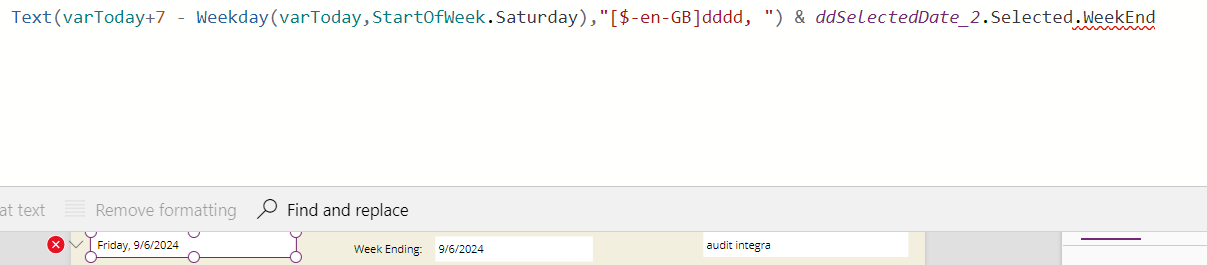 Text(varToday+7 - Weekday(varToday,StartOfWeek.Saturday),"[$-en-GB]dddd, ") & ddSelectedDate_2.Selected.WeekEnd
at text Remove formatting Find and replace
Friday, 9/6/2024 Week Ending: 9/6/2024 audit integra